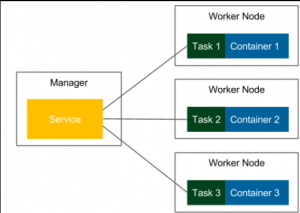 Manager
Service
Worker Node
Task 1 Container 1
Worker Node
Task 2 Container 2
Worker Node
Task 3 Container 3